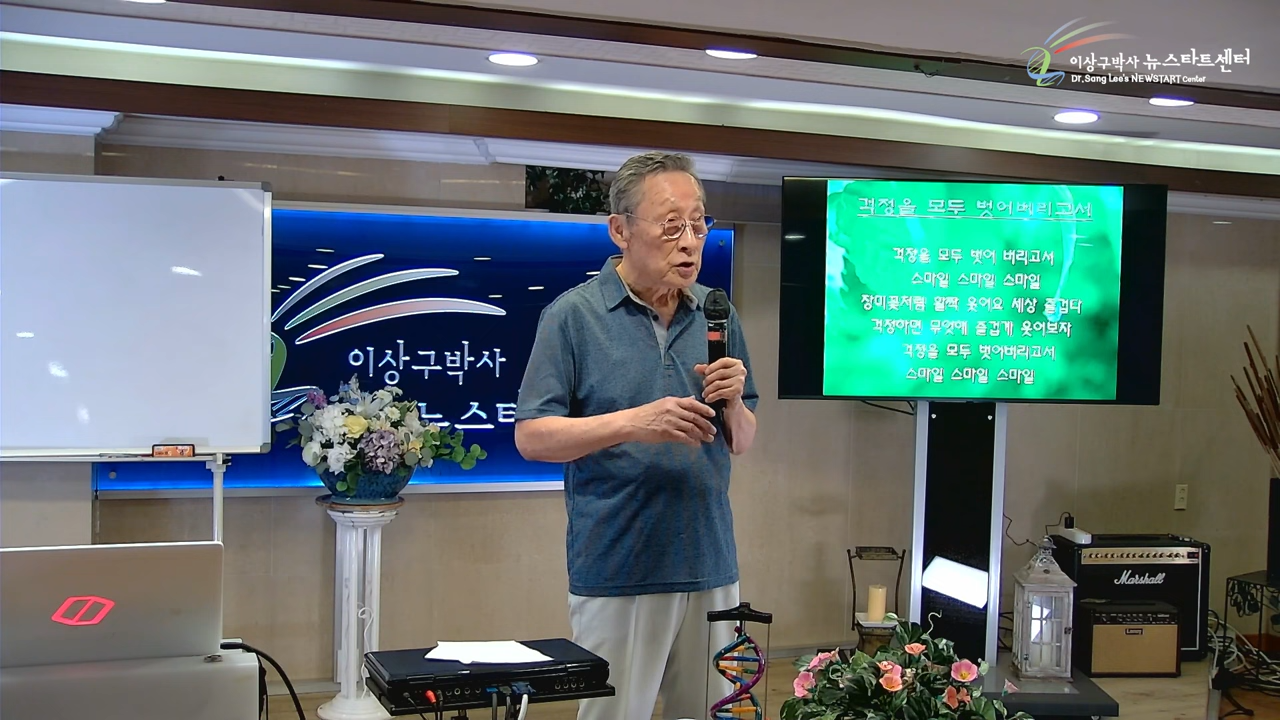 이상구박사 뉴스타트센터
Dr. Sang Lee's NEWSTART Center
걱정을 모두 벗어베리고서
걱정을 모두 벗어 버리고서
스마일 스마일 스마일
장미꽃처럼 활짝 웃어요 세상 즐겁다
걱정하면 무엇해 즐겁게 웃어보자
걱정을 모두 벗어버리고서
스마일 스마일 스마일
이상구박사
뉴스타
Marshall
Laney